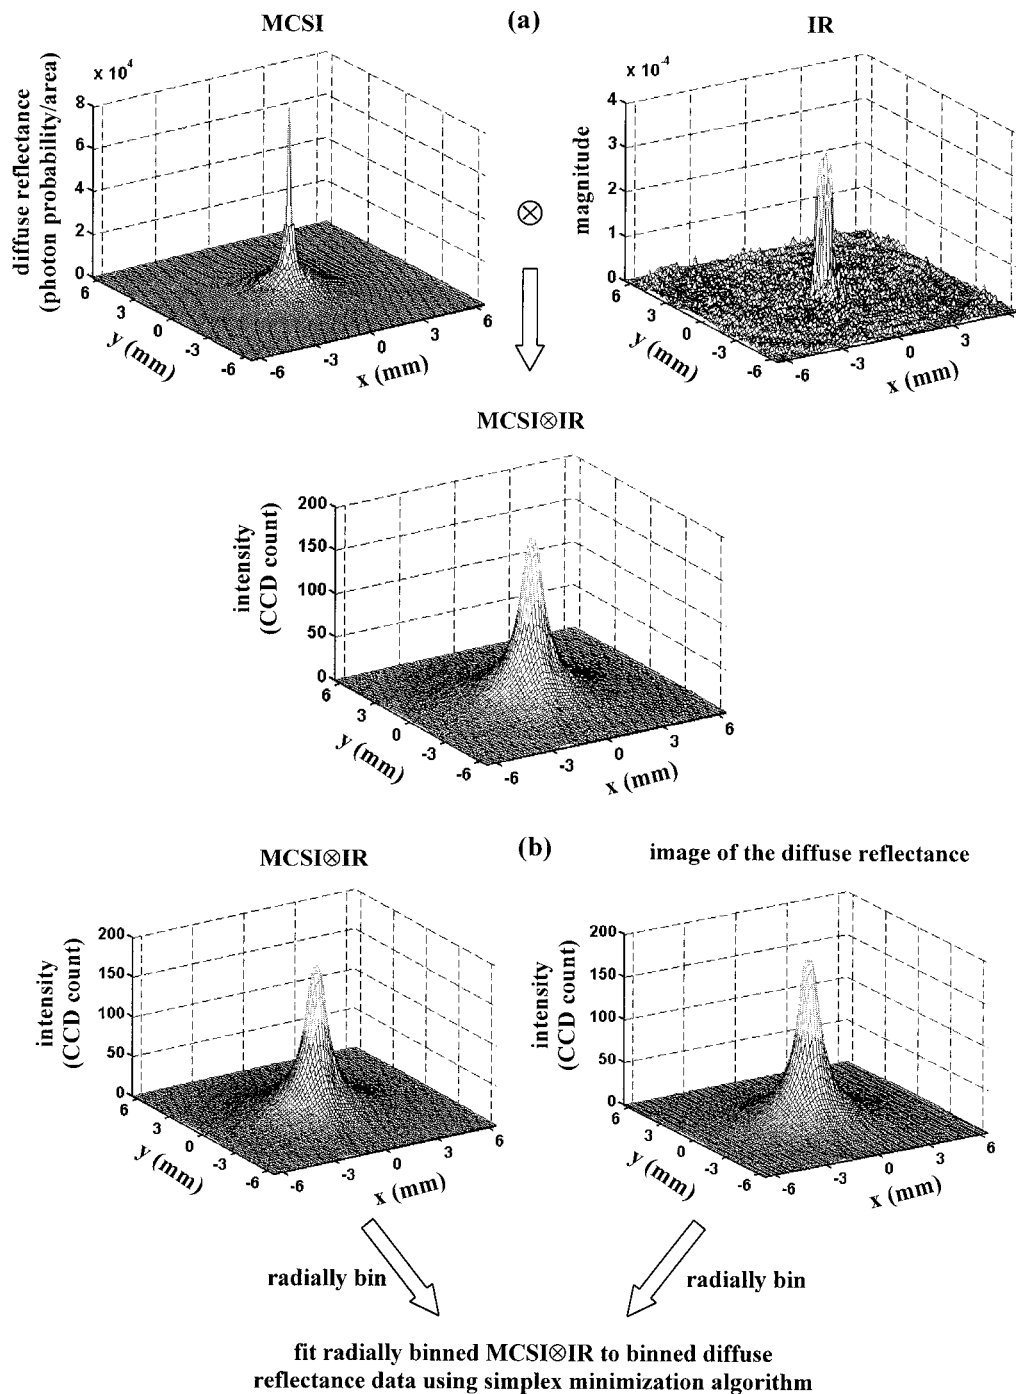 (a)
MCSI
diffuse reflectance
(photon probability/area)
x 10^4
8
6
4
2
0
6
3
0
-3
-6
y (mm)
-6
-3
0
3
6
x (mm)
⊗
IR
magnitude
x 10^-4
4
3
2
1
0
6
3
0
-3
-6
y (mm)
-6
-3
0
3
6
x (mm)
MCSI⊗IR
intensity
(CCD count)
200
150
100
50
0
6
3
0
-3
-6
y (mm)
-6
-3
0
3
6
x (mm)
(b)
MCSI⊗IR
intensity
(CCD count)
200
150
100
50
0
6
3
0
-3
-6
y (mm)
-6
-3
0
3
6
x (mm)
image of the diffuse reflectance
intensity
(CCD count)
200
150
100
50
0
6
3
0
-3
-6
y (mm)
-6
-3
0
3
6
x (mm)
radially bin
radially bin
fit radially binned MCSI⊗IR to binned diffuse
reflectance data using simplex minimization algorithm